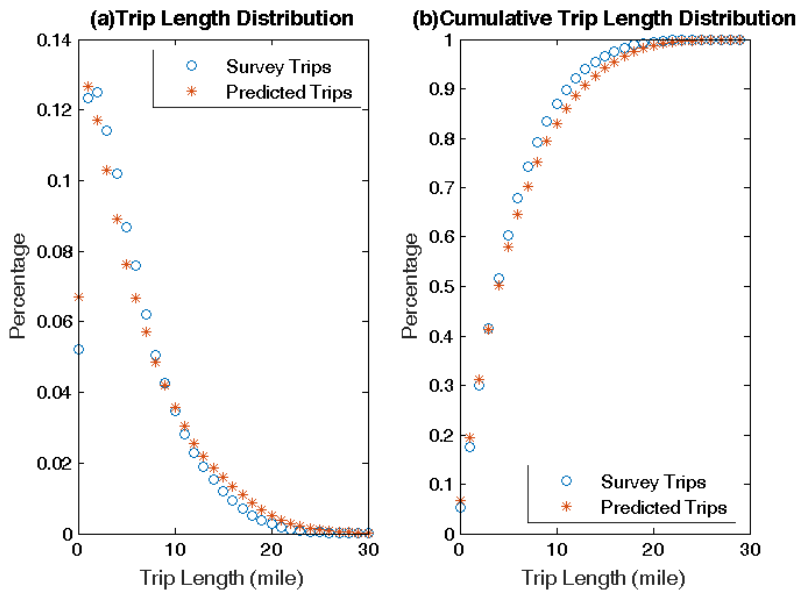 (a)Trip Length Distribution
0.14
0.12
0.1
0.08
0.06
0.04
0.02
0
0
10
20
30
Percentage
Trip Length (mile)
Survey Trips
Predicted Trips
(b)Cumulative Trip Length Distribution
1
0.9
0.8
0.7
0.6
0.5
0.4
0.3
0.2
0.1
0
0
10
20
30
Percentage
Trip Length (mile)
Survey Trips
Predicted Trips